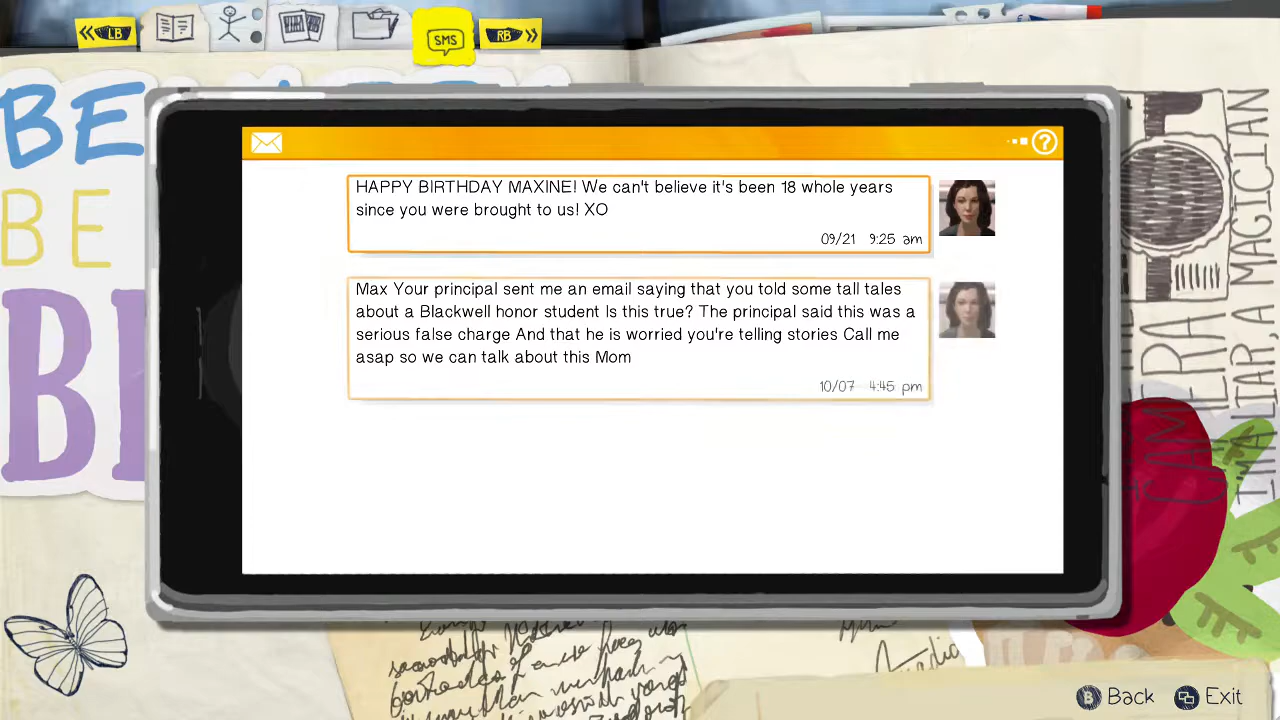 LB
SMS
RB
HAPPY BIRTHDAY MAXINE! We can't believe it's been 18 whole years
since you were brought to us! XO
09/21 9:25 am
Max Your principal sent me an email saying that you told some tall tales
about a Blackwell honor student Is this true? The principal said this was a
serious false charge And that he is worried you're telling stories Call me
asap so we can talk about this Mom
10/07 4:45 pm
?
BE
BE
CAMERA
I'M A LIAR, A MAGICIAN
B Back
Exit